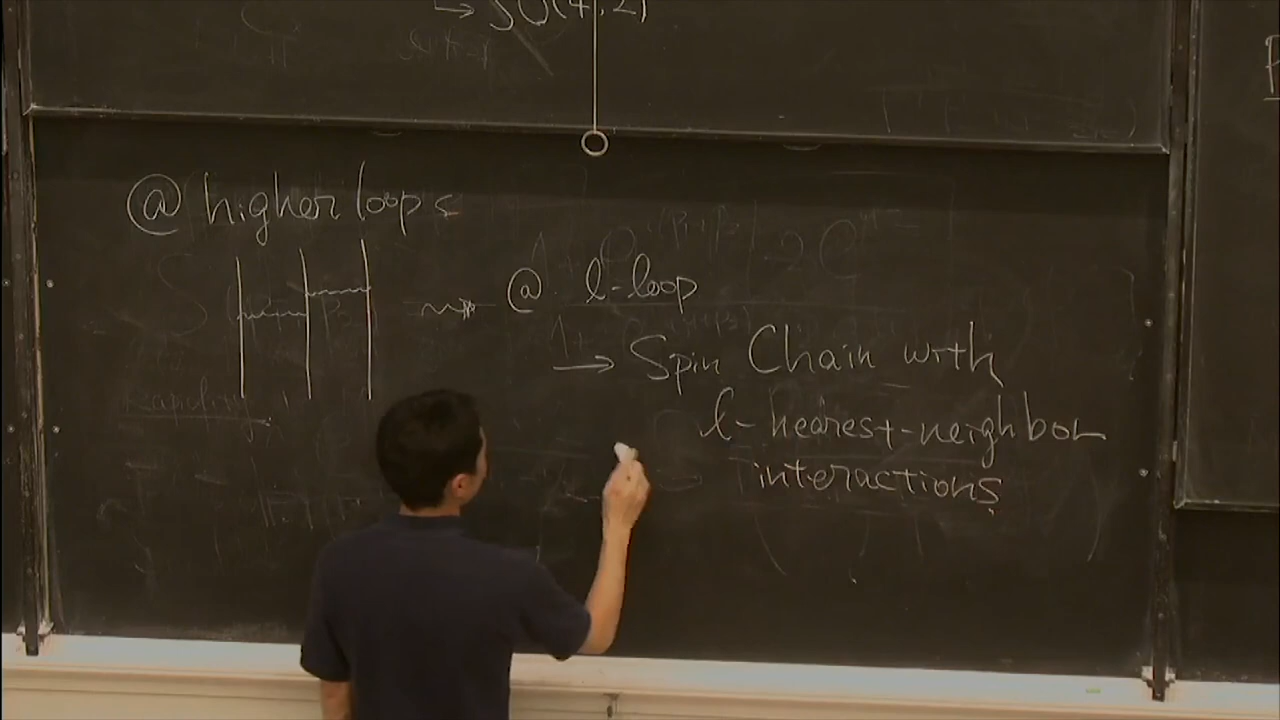 → SO(4,2)
@ higher loops
@ l-loop
→ Spin Chain with
l-nearest-neighbor
interactions